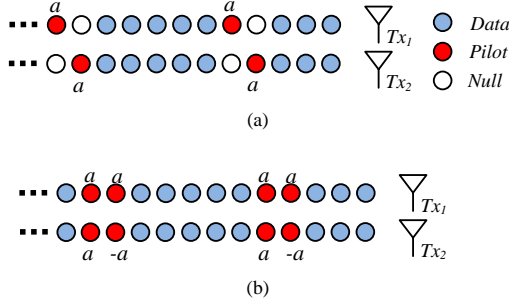 a a
Tx1
Data
Pilot
Null
a a
Tx2
(a)
a a a a
Tx1
Tx2
a -a a -a
(b)